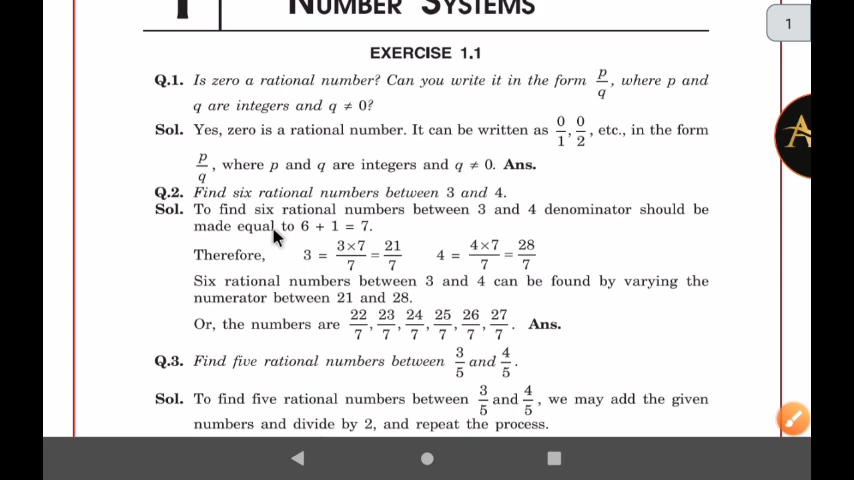 1 NUMBER SYSTEMS
1
EXERCISE 1.1
Q.1. Is zero a rational number? Can you write it in the form p/q, where p and
q are integers and q ≠ 0?
Sol. Yes, zero is a rational number. It can be written as 0/1, 0/2, etc., in the form
p/q, where p and q are integers and q ≠ 0. Ans.
Q.2. Find six rational numbers between 3 and 4.
Sol. To find six rational numbers between 3 and 4 denominator should be
made equal to 6 + 1 = 7.
Therefore, 3 = 3×7/7 = 21/7 4 = 4×7/7 = 28/7
Six rational numbers between 3 and 4 can be found by varying the
numerator between 21 and 28.
Or, the numbers are 22/7, 23/7, 24/7, 25/7, 26/7, 27/7. Ans.
Q.3. Find five rational numbers between 3/5 and 4/5.
Sol. To find five rational numbers between 3/5 and 4/5, we may add the given
numbers and divide by 2, and repeat the process.